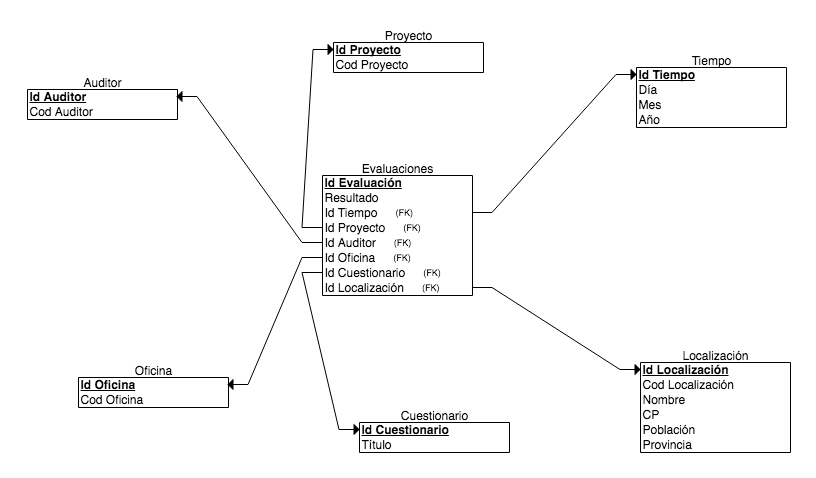 Proyecto
Id Proyecto
Cod Proyecto
Tiempo
Id Tiempo
Día
Mes
Año
Auditor
Id Auditor
Cod Auditor
Evaluaciones
Id Evaluación
Resultado
Id Tiempo (FK)
Id Proyecto (FK)
Id Auditor (FK)
Id Oficina (FK)
Id Cuestionario (FK)
Id Localización (FK)
Oficina
Id Oficina
Cod Oficina
Cuestionario
Id Cuestionario
Título
Localización
Id Localización
Cod Localización
Nombre
CP
Población
Provincia